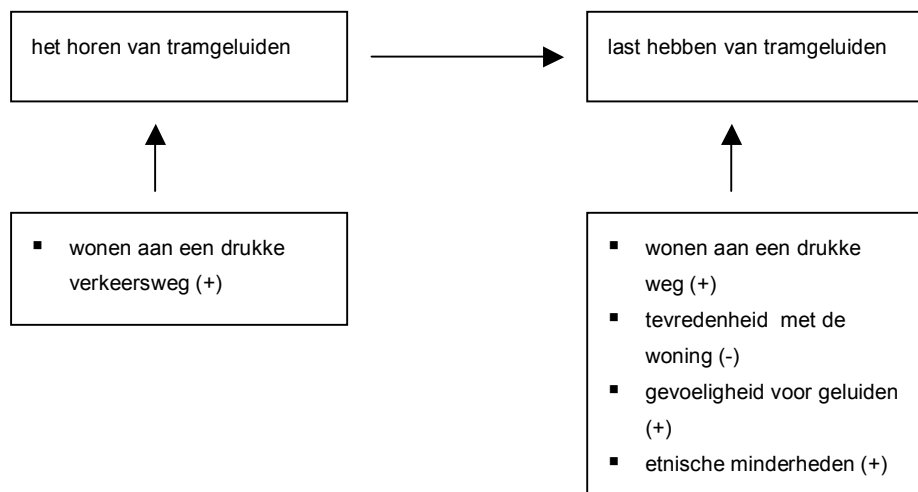 het horen van tramgeluiden
last hebben van tramgeluiden
▪ wonen aan een drukke
verkeersweg (+)
▪ wonen aan een drukke
weg (+)
▪ tevredenheid met de
woning (-)
▪ gevoeligheid voor geluiden
(+)
▪ etnische minderheden (+)